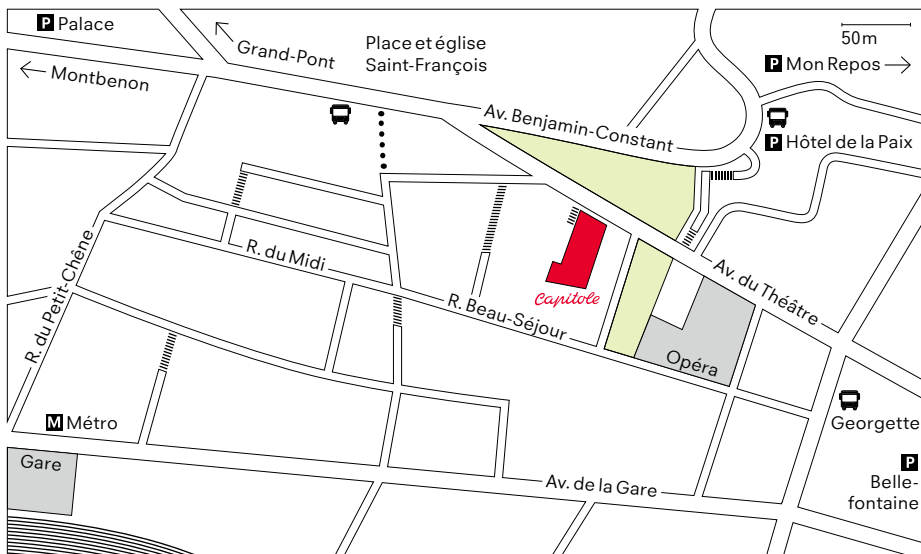 P Palace
Grand-Pont
Montbenon
Place et église
Saint-François
50m
P Mon Repos
Av. Benjamin-Constant
P Hôtel de la Paix
R. du Petit-Chêne
R. du Midi
R. Beau-Séjour
Capitole
Av. du Théâtre
Opéra
M Métro
Gare
Av. de la Gare
Georgette
P
Belle-
fontaine